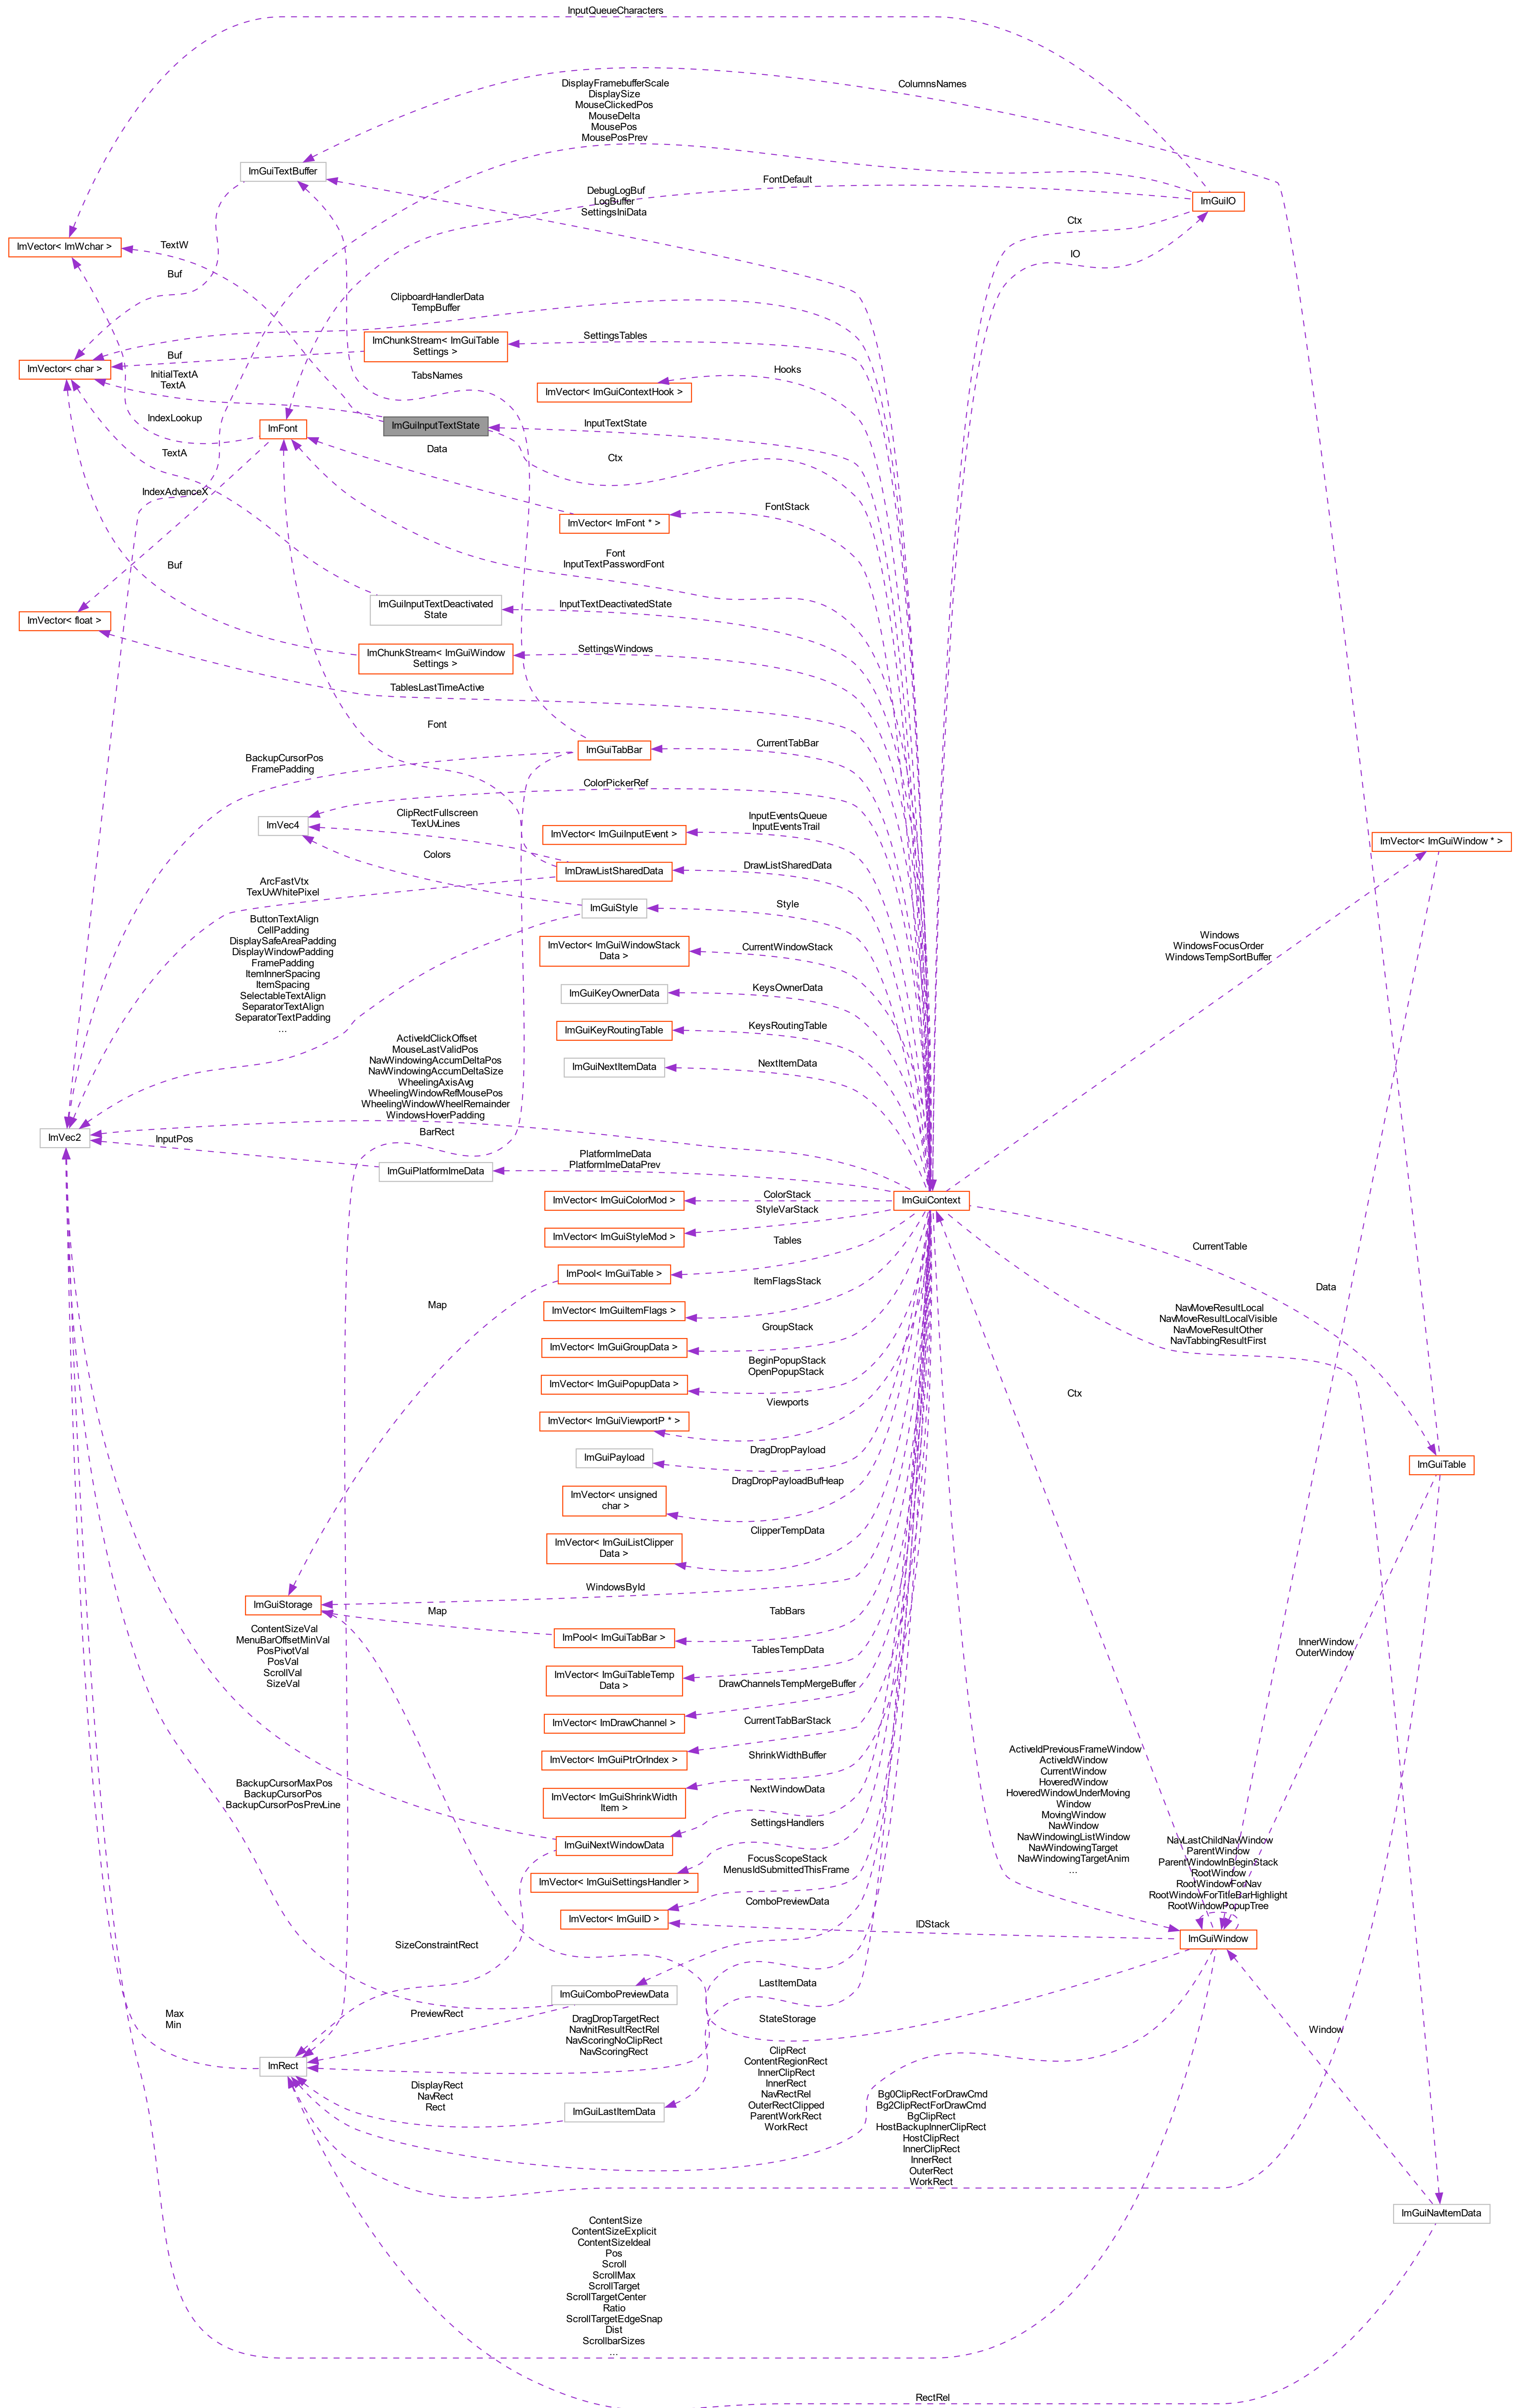 InputQueueCharacters
ColumnsNames
DisplayFramebufferScale
DisplaySize
MouseClickedPos
MouseDelta
MousePos
MousePosPrev
ImGuiTextBuffer
FontDefault
DebugLogBuf
LogBuffer
SettingsIniData
ImGuiIO
Ctx
ImVector< ImWchar >
TextW
IO
Buf
ClipboardHandlerData
TempBuffer
ImChunkStream< ImGuiTable
Settings >
SettingsTables
Buf
ImVector< char >
Hooks
InitialTextA
TextA
TabsNames
ImVector< ImGuiContextHook >
IndexLookup
ImFont
ImGuiInputTextState
InputTextState
TextA
Data
Ctx
IndexAdvanceX
FontStack
ImVector< ImFont * >
Font
InputTextPasswordFont
Buf
ImGuiInputTextDeactivated
State
InputTextDeactivatedState
ImVector< float >
ImChunkStream< ImGuiWindow
Settings >
SettingsWindows
TablesLastTimeActive
Font
ImGuiTabBar
CurrentTabBar
BackupCursorPos
FramePadding
ColorPickerRef
ImVec4
ClipRectFullscreen
TexUvLines
ImVector< ImGuiInputEvent >
InputEventsQueue
InputEventsTrail
ImVector< ImGuiWindow * >
Colors
ImDrawListSharedData
DrawListSharedData
ArcFastVtx
TexUvWhitePixel
ImGuiStyle
Style
ButtonTextAlign
CellPadding
DisplaySafeAreaPadding
DisplayWindowPadding
FramePadding
ItemInnerSpacing
ItemSpacing
SelectableTextAlign
SeparatorTextAlign
SeparatorTextPadding
...
ImVector< ImGuiWindowStack
Data >
CurrentWindowStack
Windows
WindowsFocusOrder
WindowsTempSortBuffer
ImGuiKeyOwnerData
KeysOwnerData
ImGuiKeyRoutingTable
KeysRoutingTable
ActiveIdClickOffset
MouseLastValidPos
NavWindowingAccumDeltaPos
NavWindowingAccumDeltaSize
WheelingAxisAvg
WheelingWindowRefMousePos
WheelingWindowWheelRemainder
WindowsHoverPadding
ImGuiNextItemData
NextItemData
ImVec2
InputPos
BarRect
ImGuiPlatformImeData
PlatformImeData
PlatformImeDataPrev
ImVector< ImGuiColorMod >
ColorStack
ImGuiContext
StyleVarStack
ImVector< ImGuiStyleMod >
Tables
CurrentTable
ImPool< ImGuiTable >
ItemFlagsStack
Data
Map
ImVector< ImGuiItemFlags >
GroupStack
NavMoveResultLocal
NavMoveResultLocalVisible
NavMoveResultOther
NavTabbingResultFirst
ImVector< ImGuiGroupData >
BeginPopupStack
OpenPopupStack
ImVector< ImGuiPopupData >
Ctx
Viewports
ImVector< ImGuiViewportP * >
DragDropPayload
ImGuiPayload
ImGuiTable
DragDropPayloadBufHeap
ImVector< unsigned
char >
ClipperTempData
ImVector< ImGuiListClipper
Data >
WindowsById
ImGuiStorage
Map
TabBars
ImPool< ImGuiTabBar >
ContentSizeVal
MenuBarOffsetMinVal
PosPivotVal
PosVal
ScrollVal
SizeVal
TablesTempData
InnerWindow
OuterWindow
ImVector< ImGuiTableTemp
Data >
DrawChannelsTempMergeBuffer
ImVector< ImDrawChannel >
CurrentTabBarStack
ImVector< ImGuiPtrOrIndex >
ShrinkWidthBuffer
ActiveIdPreviousFrameWindow
ActiveIdWindow
CurrentWindow
HoveredWindow
HoveredWindowUnderMoving
Window
MovingWindow
NavWindow
NavWindowingListWindow
NavWindowingTarget
NavWindowingTargetAnim
...
ImVector< ImGuiShrinkWidth
Item >
BackupCursorMaxPos
BackupCursorPos
BackupCursorPosPrevLine
NextWindowData
ImGuiNextWindowData
SettingsHandlers
NavLastChildNavWindow
ParentWindow
ParentWindowInBeginStack
RootWindow
RootWindowForNav
RootWindowForTitleBarHighlight
RootWindowPopupTree
ImVector< ImGuiSettingsHandler >
FocusScopeStack
MenusIdSubmittedThisFrame
ImVector< ImGuiID >
ComboPreviewData
IDStack
ImGuiWindow
SizeConstraintRect
ImGuiComboPreviewData
LastItemData
PreviewRect
StateStorage
Max
Min
DragDropTargetRect
NavInitResultRectRel
NavScoringNoClipRect
NavScoringRect
Window
ImRect
ClipRect
ContentRegionRect
InnerClipRect
InnerRect
NavRectRel
OuterRectClipped
ParentWorkRect
WorkRect
DisplayRect
NavRect
Rect
ImGuiLastItemData
Bg0ClipRectForDrawCmd
Bg2ClipRectForDrawCmd
BgClipRect
HostBackupInnerClipRect
HostClipRect
InnerClipRect
InnerRect
OuterRect
WorkRect
ImGuiNavItemData
ContentSize
ContentSizeExplicit
ContentSizeIdeal
Pos
Scroll
ScrollMax
ScrollTarget
ScrollTargetCenter
Ratio
ScrollTargetEdgeSnap
Dist
ScrollbarSizes
...
RectRel